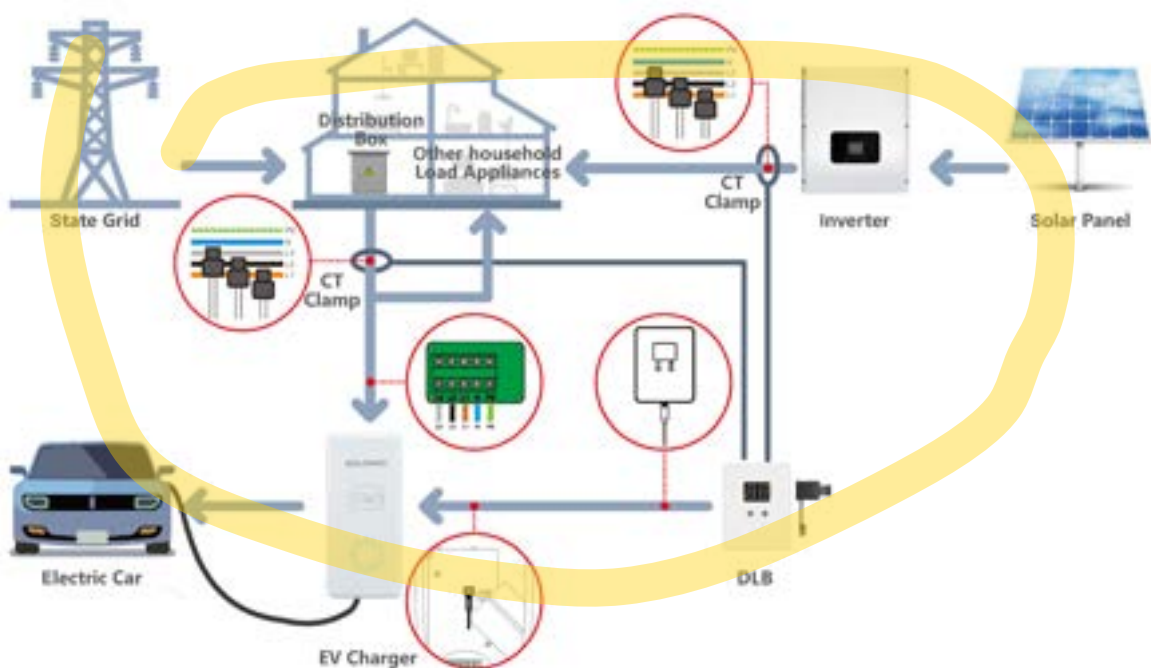 Distribution
Box
Other household
Load Appliances
CT
Clamp
State Grid
Inverter
Solar Panel
CT
Clamp
Electric Car
DLB
EV Charger